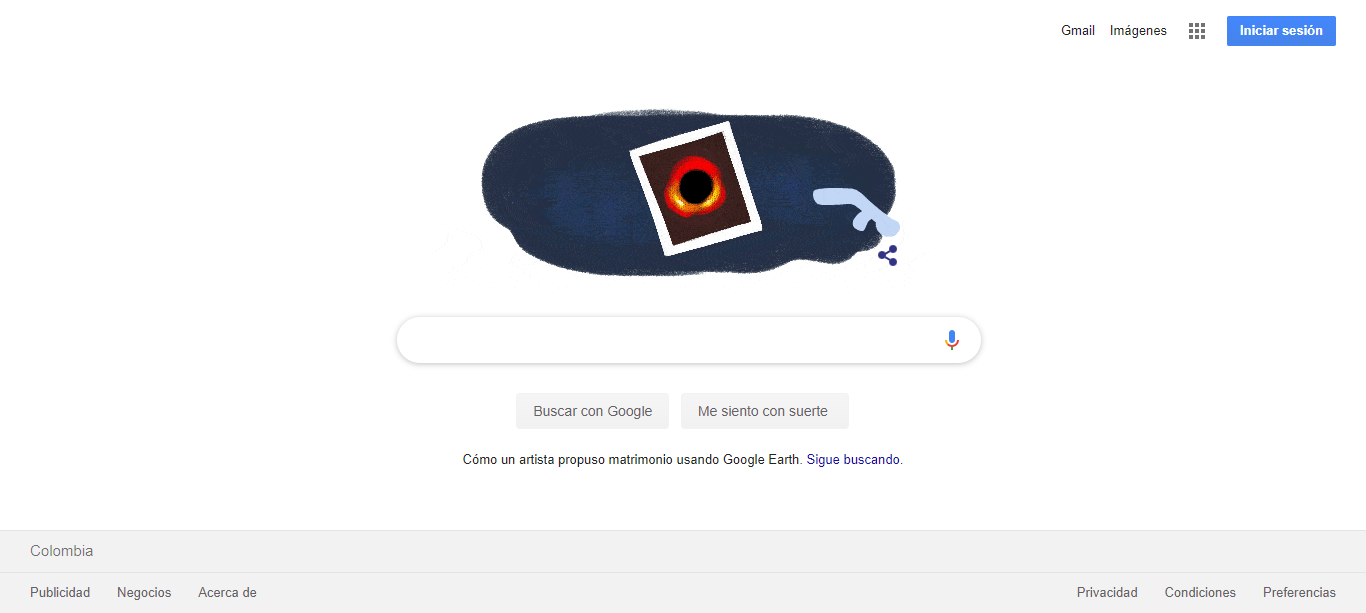 Gmail Imágenes Iniciar sesión
Buscar con Google Me siento con suerte
Cómo un artista propuso matrimonio usando Google Earth. Sigue buscando.
Colombia
Publicidad Negocios Acerca de Privacidad Condiciones Preferencias